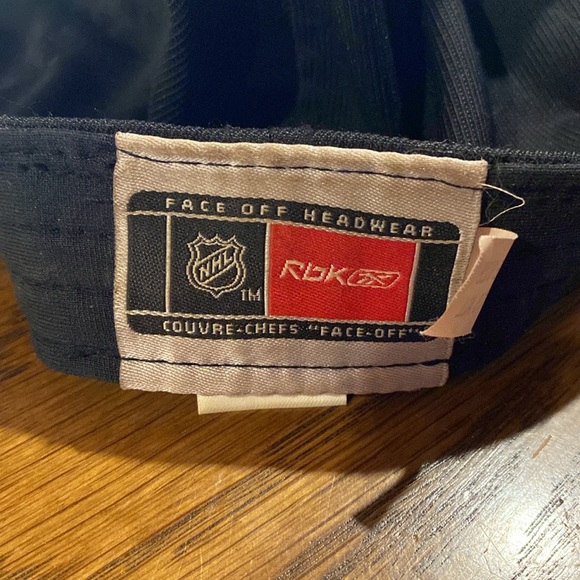 FACE OFF HEADWEAR
NHL TM
RBK
COUVRE-CHEFS "FACE-OFF"